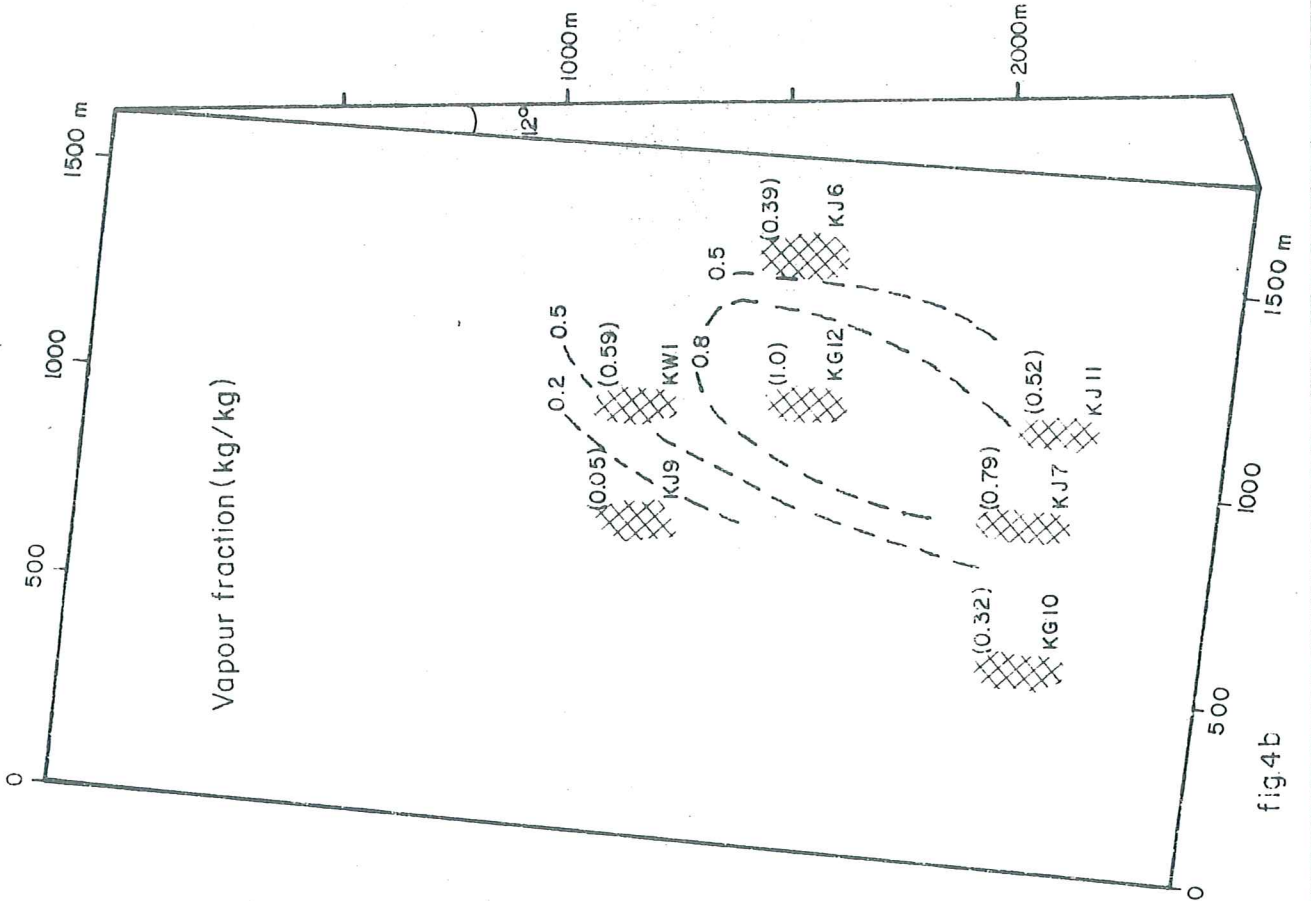 0
500
1000
1500 m
12°
1000m
2000m
Vapour fraction (kg/kg)
0.2
0.5
(0.05)
KJ9
(0.59)
KW1
0.8
0.5
(0.39)
KJ6
(1.0)
KG12
(0.32)
KG10
(0.79)
KJ7
(0.52)
KJ11
0
500
1000
1500 m
fig.4b